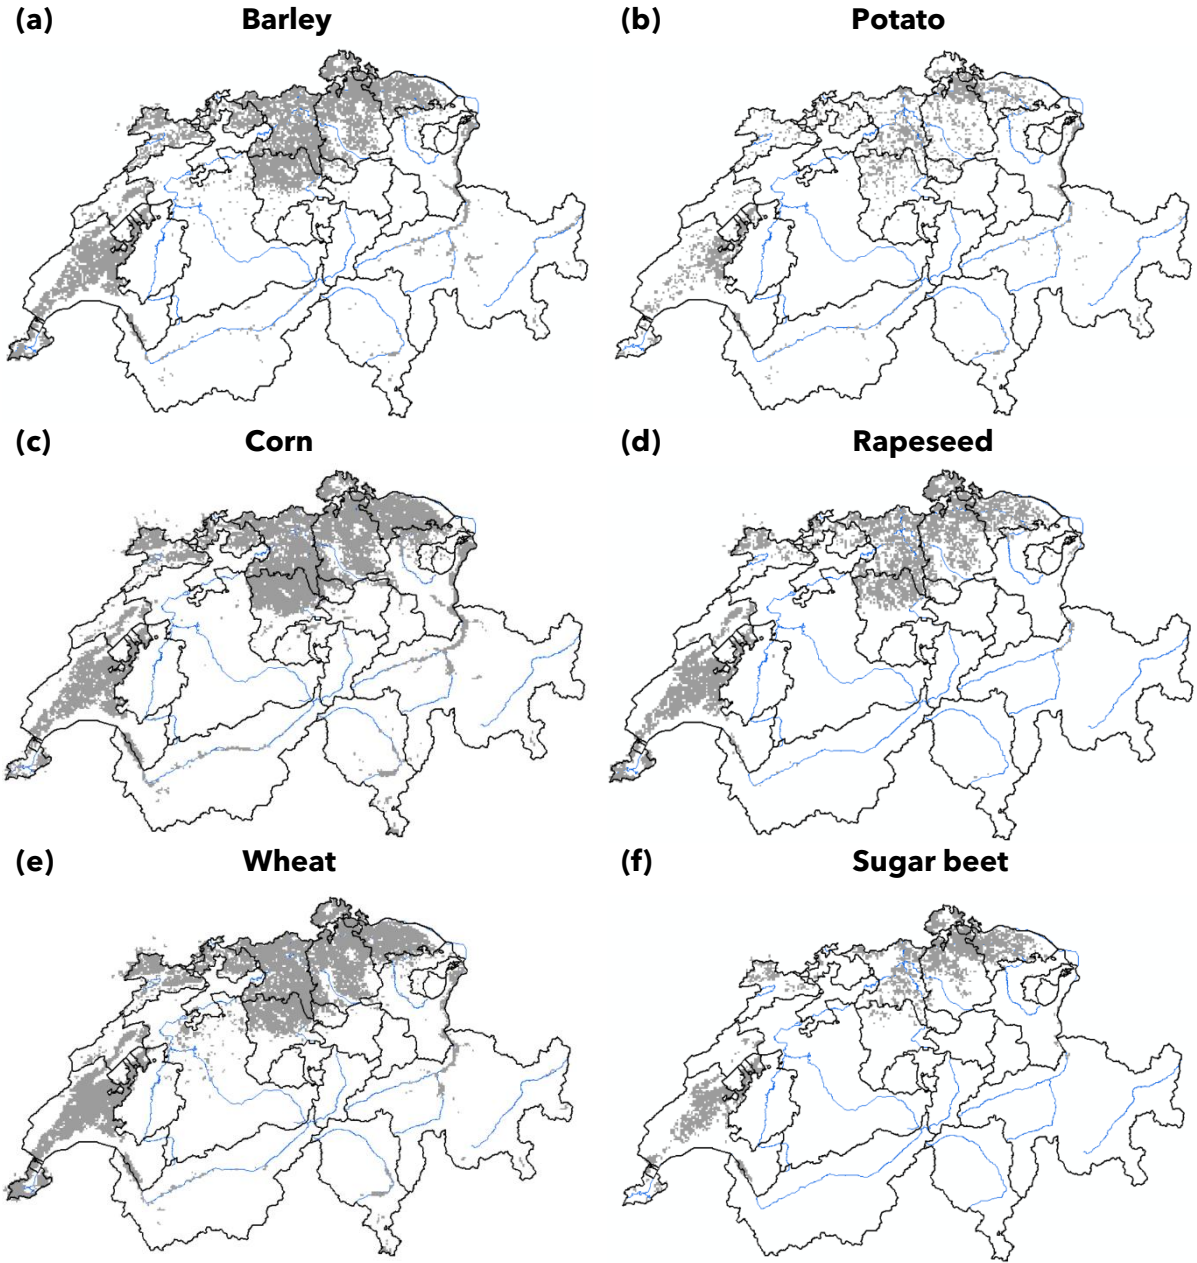 (a) Barley
(b) Potato
(c) Corn
(d) Rapeseed
(e) Wheat
(f) Sugar beet